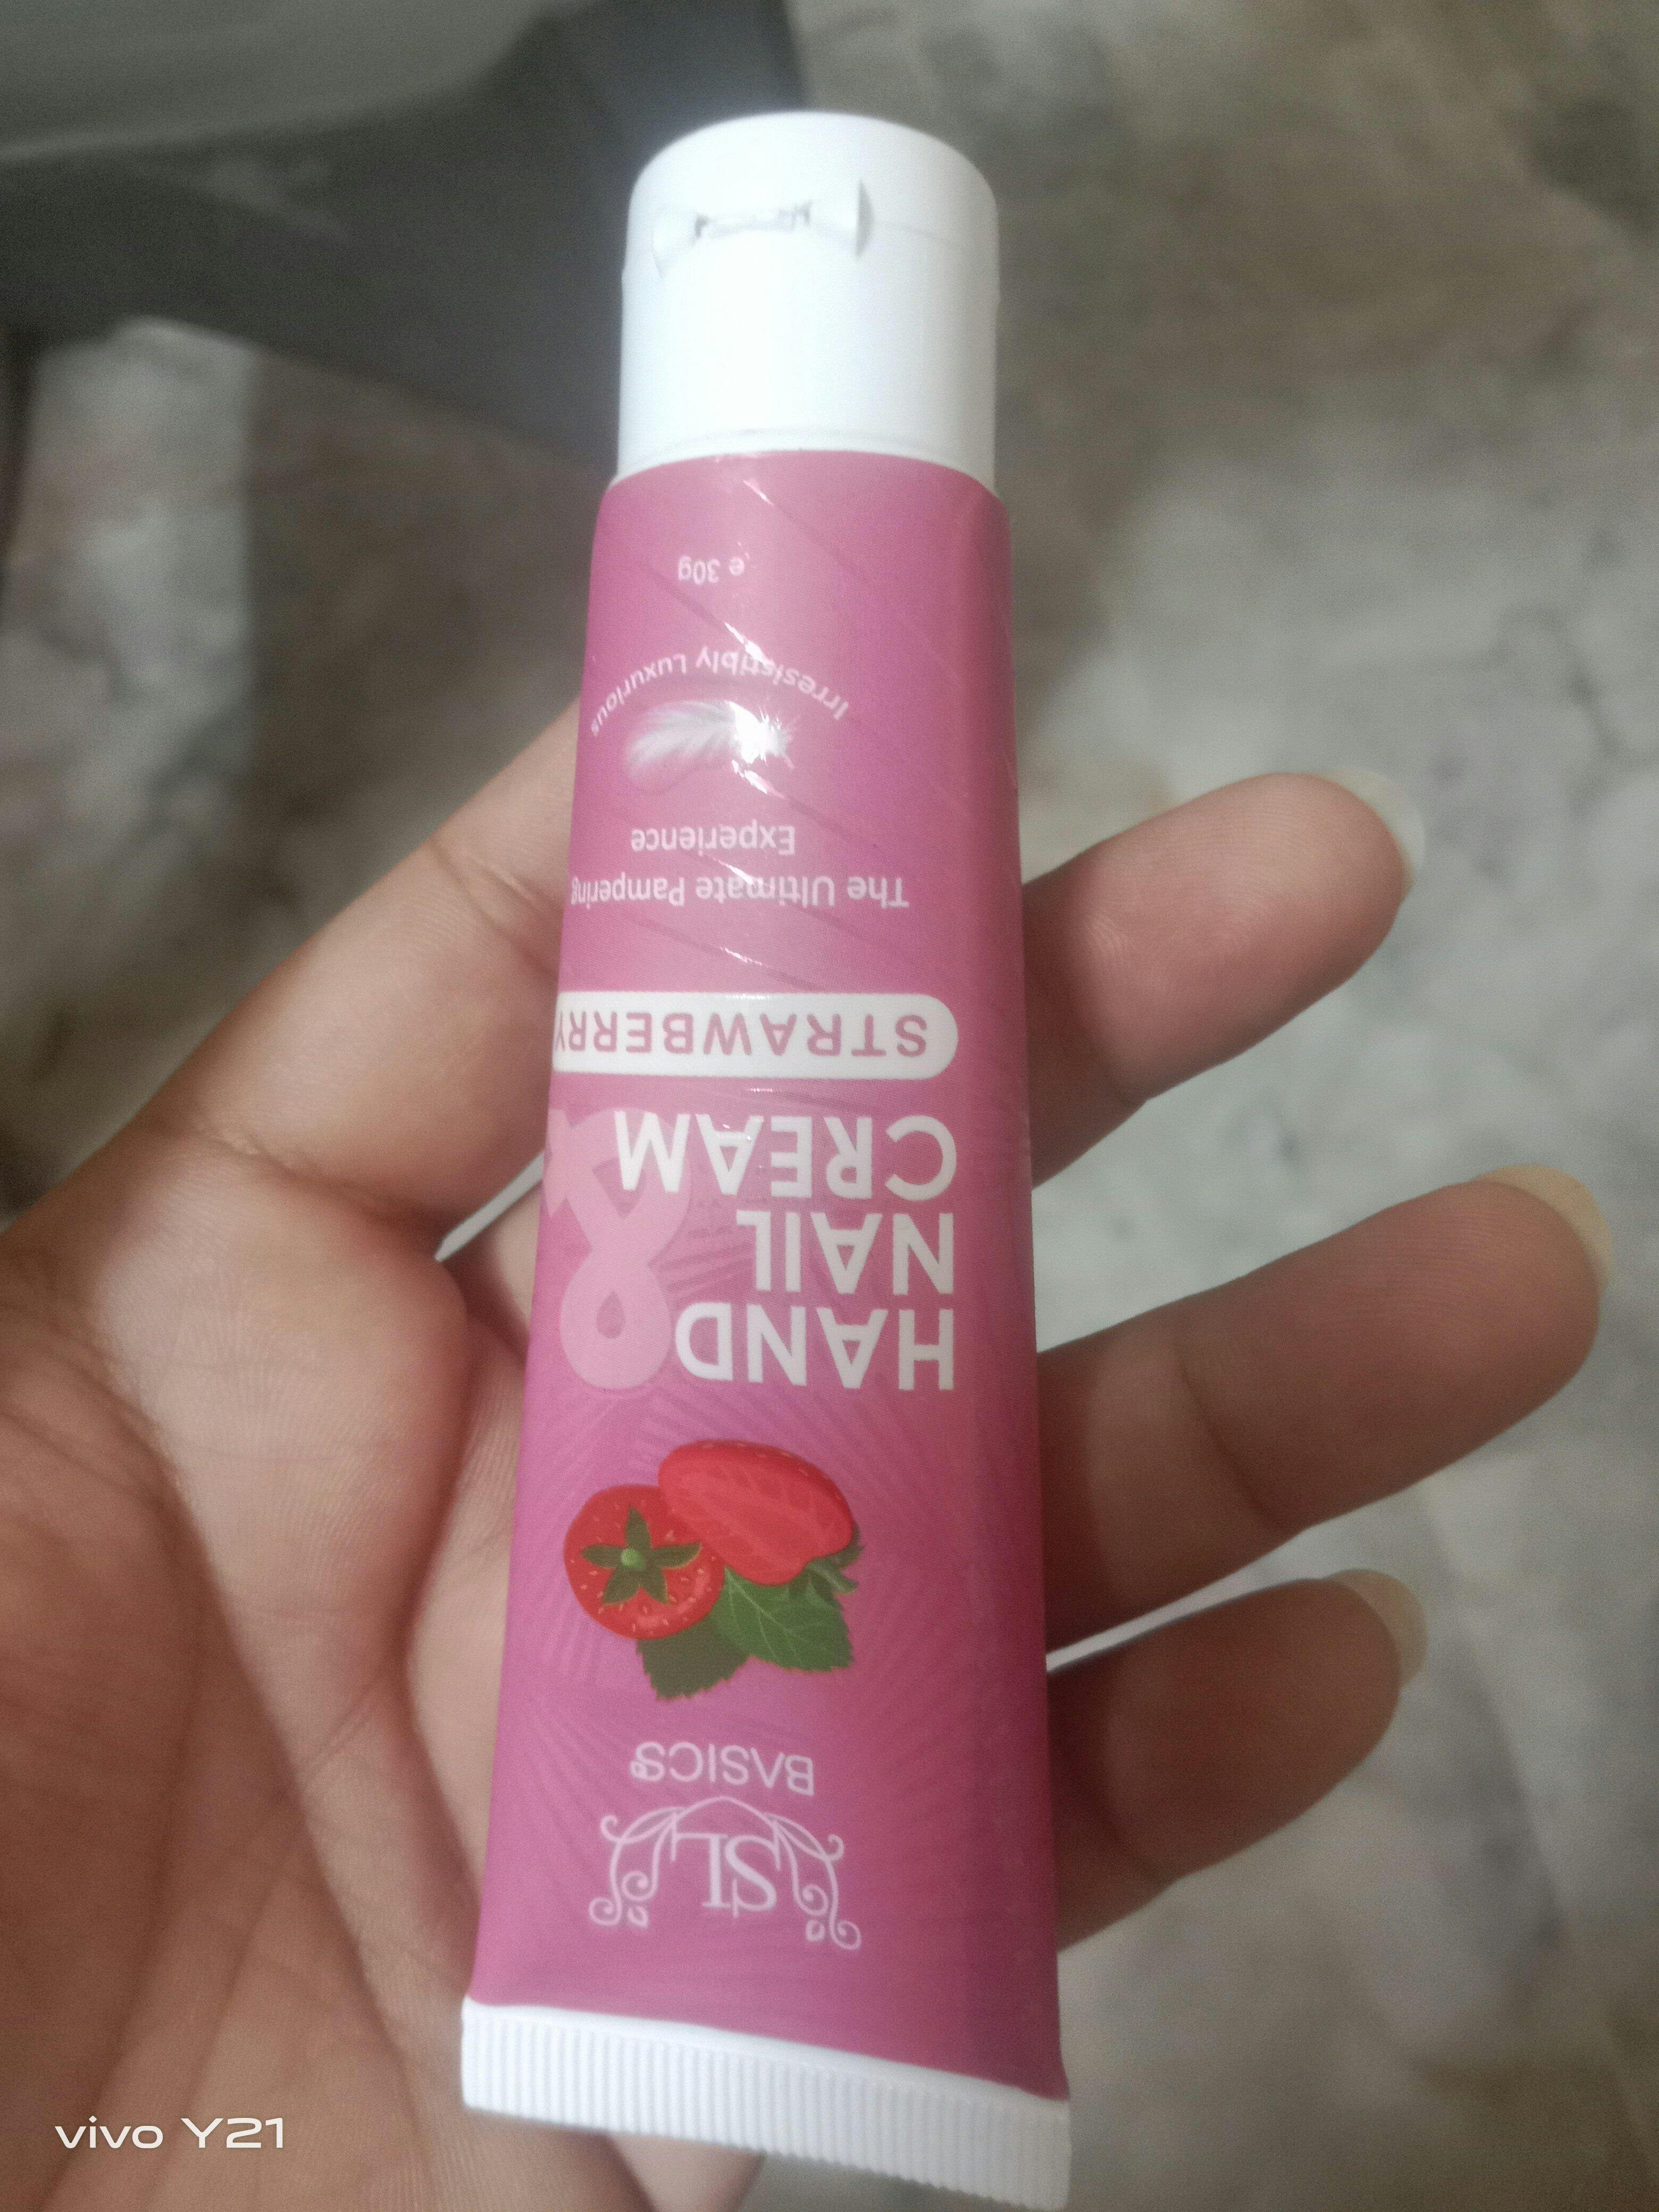 SL
BASICS
HAND
NAIL
&
CREAM
STRAWBERRY
The Ultimate Pampering
Experience
Irresistibly Luxurious
e 30g
vivo Y21